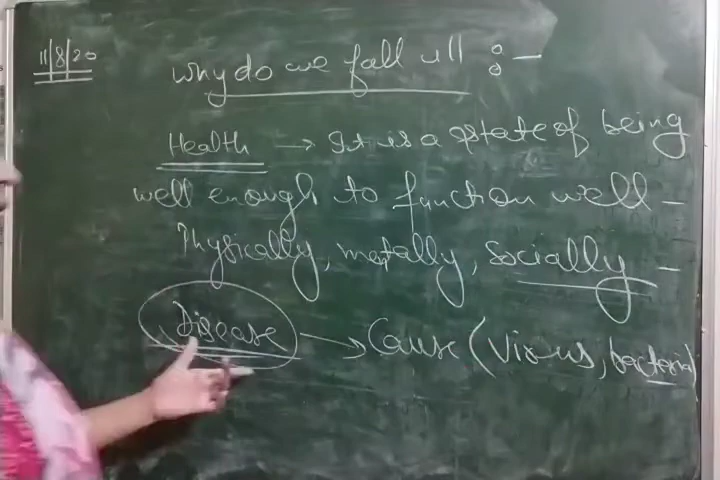 11/8/20
why do we fall ill :-
Health → It is a state of being
well enough to function well -
Physically, mentally, Socially -
Disease → Cause (Virus, bacteria)